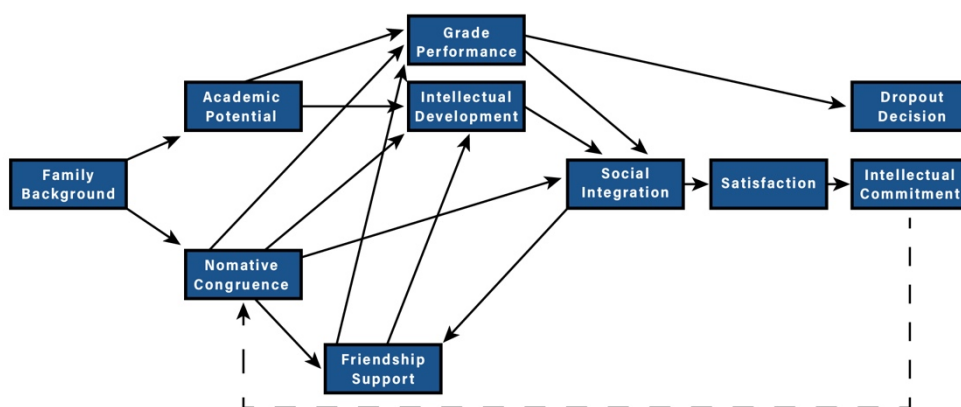 Grade
Performance
Academic
Potential
Intellectual
Development
Dropout
Decision
Family
Background
Social
Integration
Satisfaction
Intellectual
Commitment
Nomative
Congruence
Friendship
Support